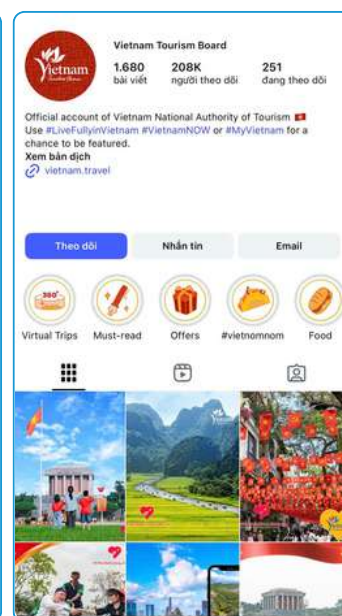 Vietnam
Vietnam Tourism Board
1.680 208K 251
bài viết người theo dõi đang theo dõi
Official account of Vietnam National Authority of Tourism
Use #LiveFullyinVietnam #VietnamNOW or #MyVietnam for a
chance to be featured.
Xem bản dịch
vietnam.travel
Theo dõi Nhắn tin Email
360°
Virtual Trips Must-read Offers #vietnomnom Food